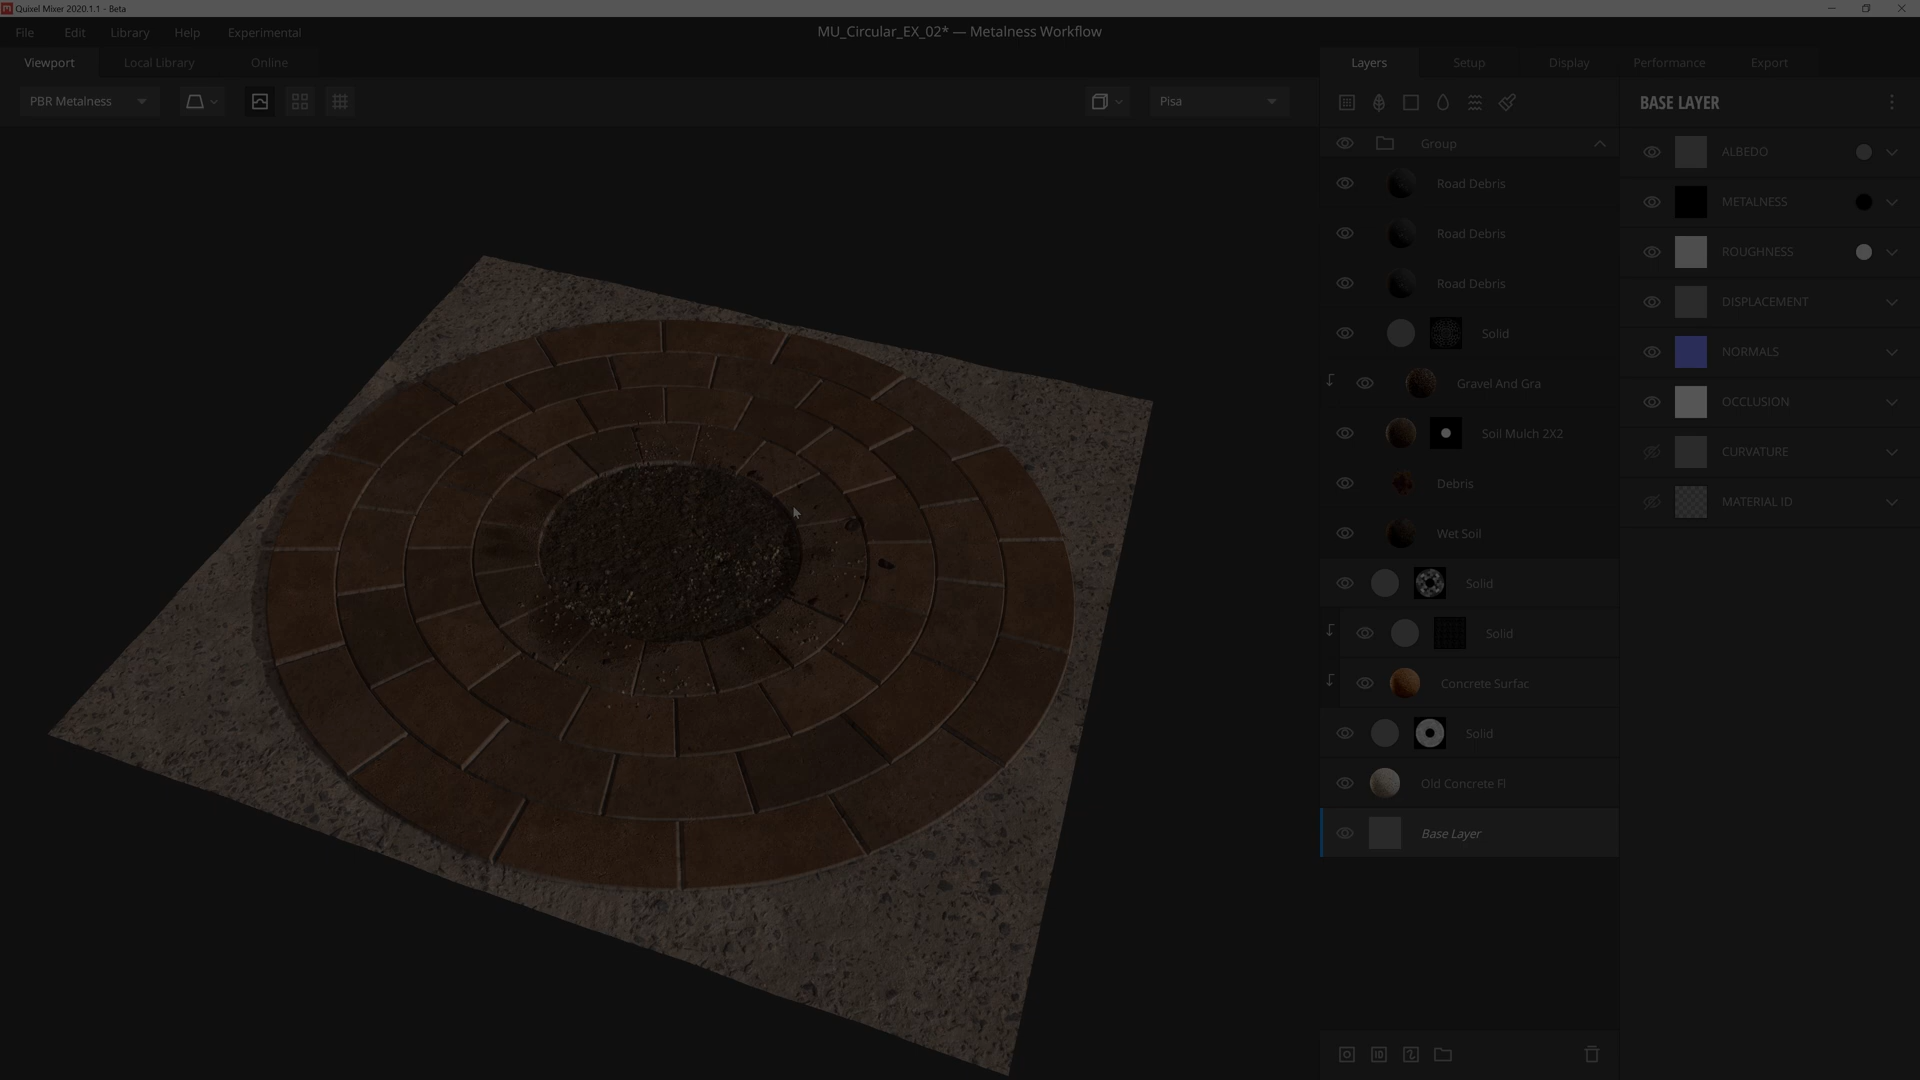 Quixel Mixer 2020.1.1 - Beta
File Edit Library Help Experimental
MU_Circular_EX_02* — Metalness Workflow
Viewport Local Library Online
Layers Setup Display Performance Export
PBR Metalness
Pisa
BASE LAYER
Group
Road Debris
Road Debris
Road Debris
Solid
Gravel And Gra
Soil Mulch 2X2
Debris
Wet Soil
Solid
Solid
Concrete Surfac
Solid
Old Concrete Fl
Base Layer
ALBEDO
METALNESS
ROUGHNESS
DISPLACEMENT
NORMALS
OCCLUSION
CURVATURE
MATERIAL ID
ID